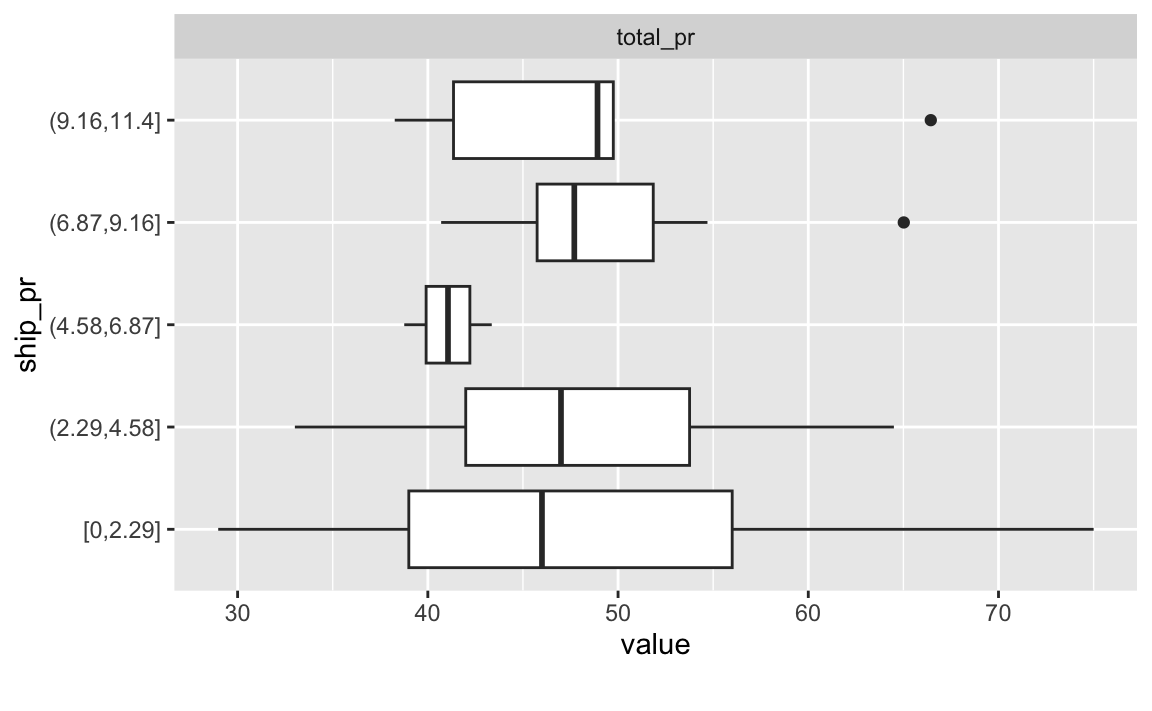 total_pr
ship_pr
(9.16,11.4]
(6.87,9.16]
(4.58,6.87]
(2.29,4.58]
[0,2.29]
30 40 50 60 70
value